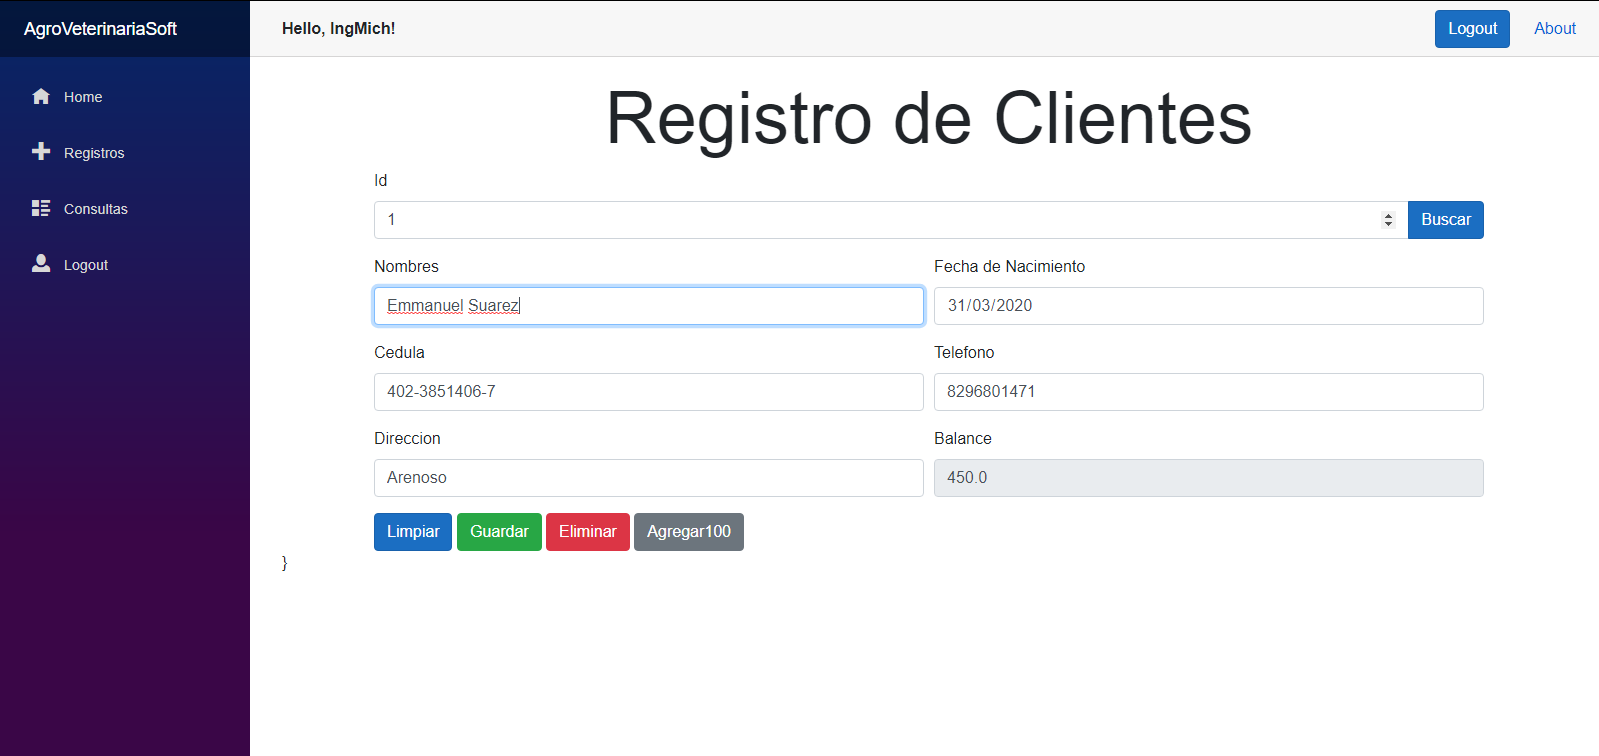 AgroVeterinariaSoft
Hello, IngMich!
Logout
About
Home
Registros
Consultas
Logout
Registro de Clientes
Id
1
Buscar
Nombres
Fecha de Nacimiento
Emmanuel Suarez
31/03/2020
Cedula
Telefono
402-3851406-7
8296801471
Direccion
Balance
Arenoso
450.0
Limpiar
Guardar
Eliminar
Agregar100
}